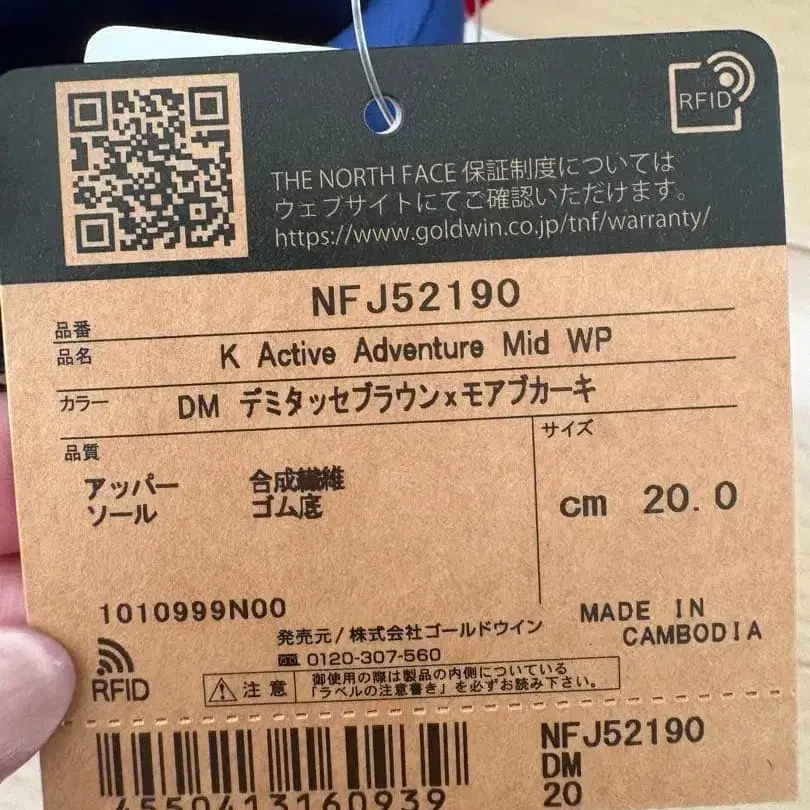 RFID
THE NORTH FACE 保証制度については
ウェブサイトにてご確認いただけます。
https://www.goldwin.co.jp/tnf/warranty/
品番 NFJ52190
品名 K Active Adventure Mid WP
カラー DM デミタッセブラウンxモアブカーキ
品質 サイズ
アッパー 合成繊維
ソール ゴム底
cm 20.0
1010999N00
MADE IN
CAMBODIA
発売元/株式会社ゴールドウイン
0120-307-560
RFID
注意 御使用の際は製品の内側についている
「ラベルの注意書き」を必ずお読み下さい。
NFJ52190
DM
20
4550413160939